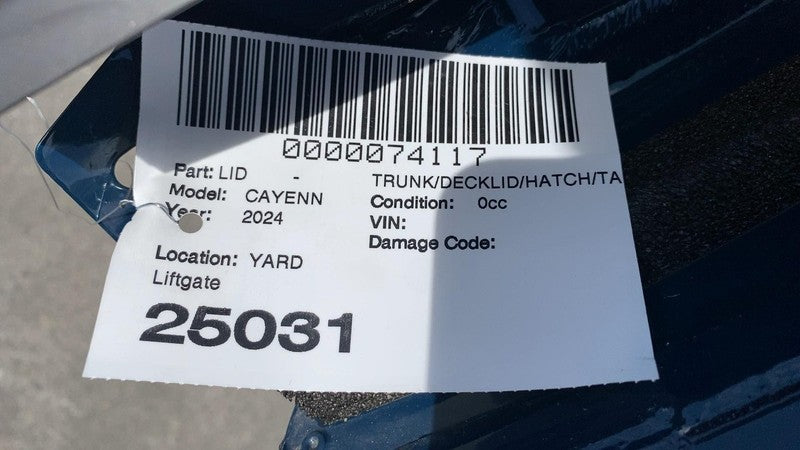 0000074117
Part: LID - TRUNK/DECKLID/HATCH/TA
Model: CAYENN Condition: 0cc
Year: 2024 VIN:
Damage Code:
Location: YARD
Liftgate
25031